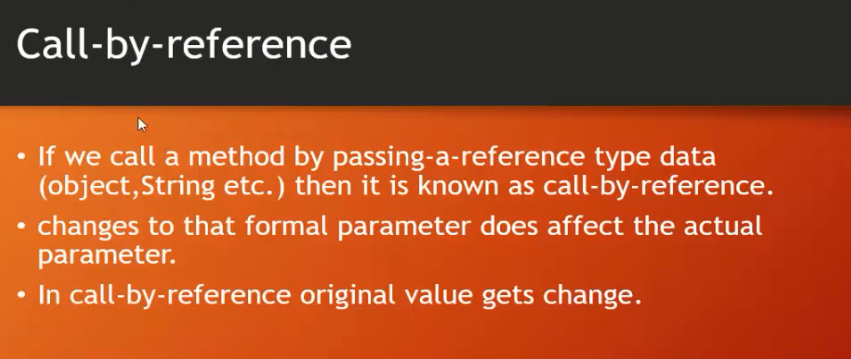 Call-by-reference
• If we call a method by passing-a-reference type data
(object,String etc.) then it is known as call-by-reference.
• changes to that formal parameter does affect the actual
parameter.
• In call-by-reference original value gets change.